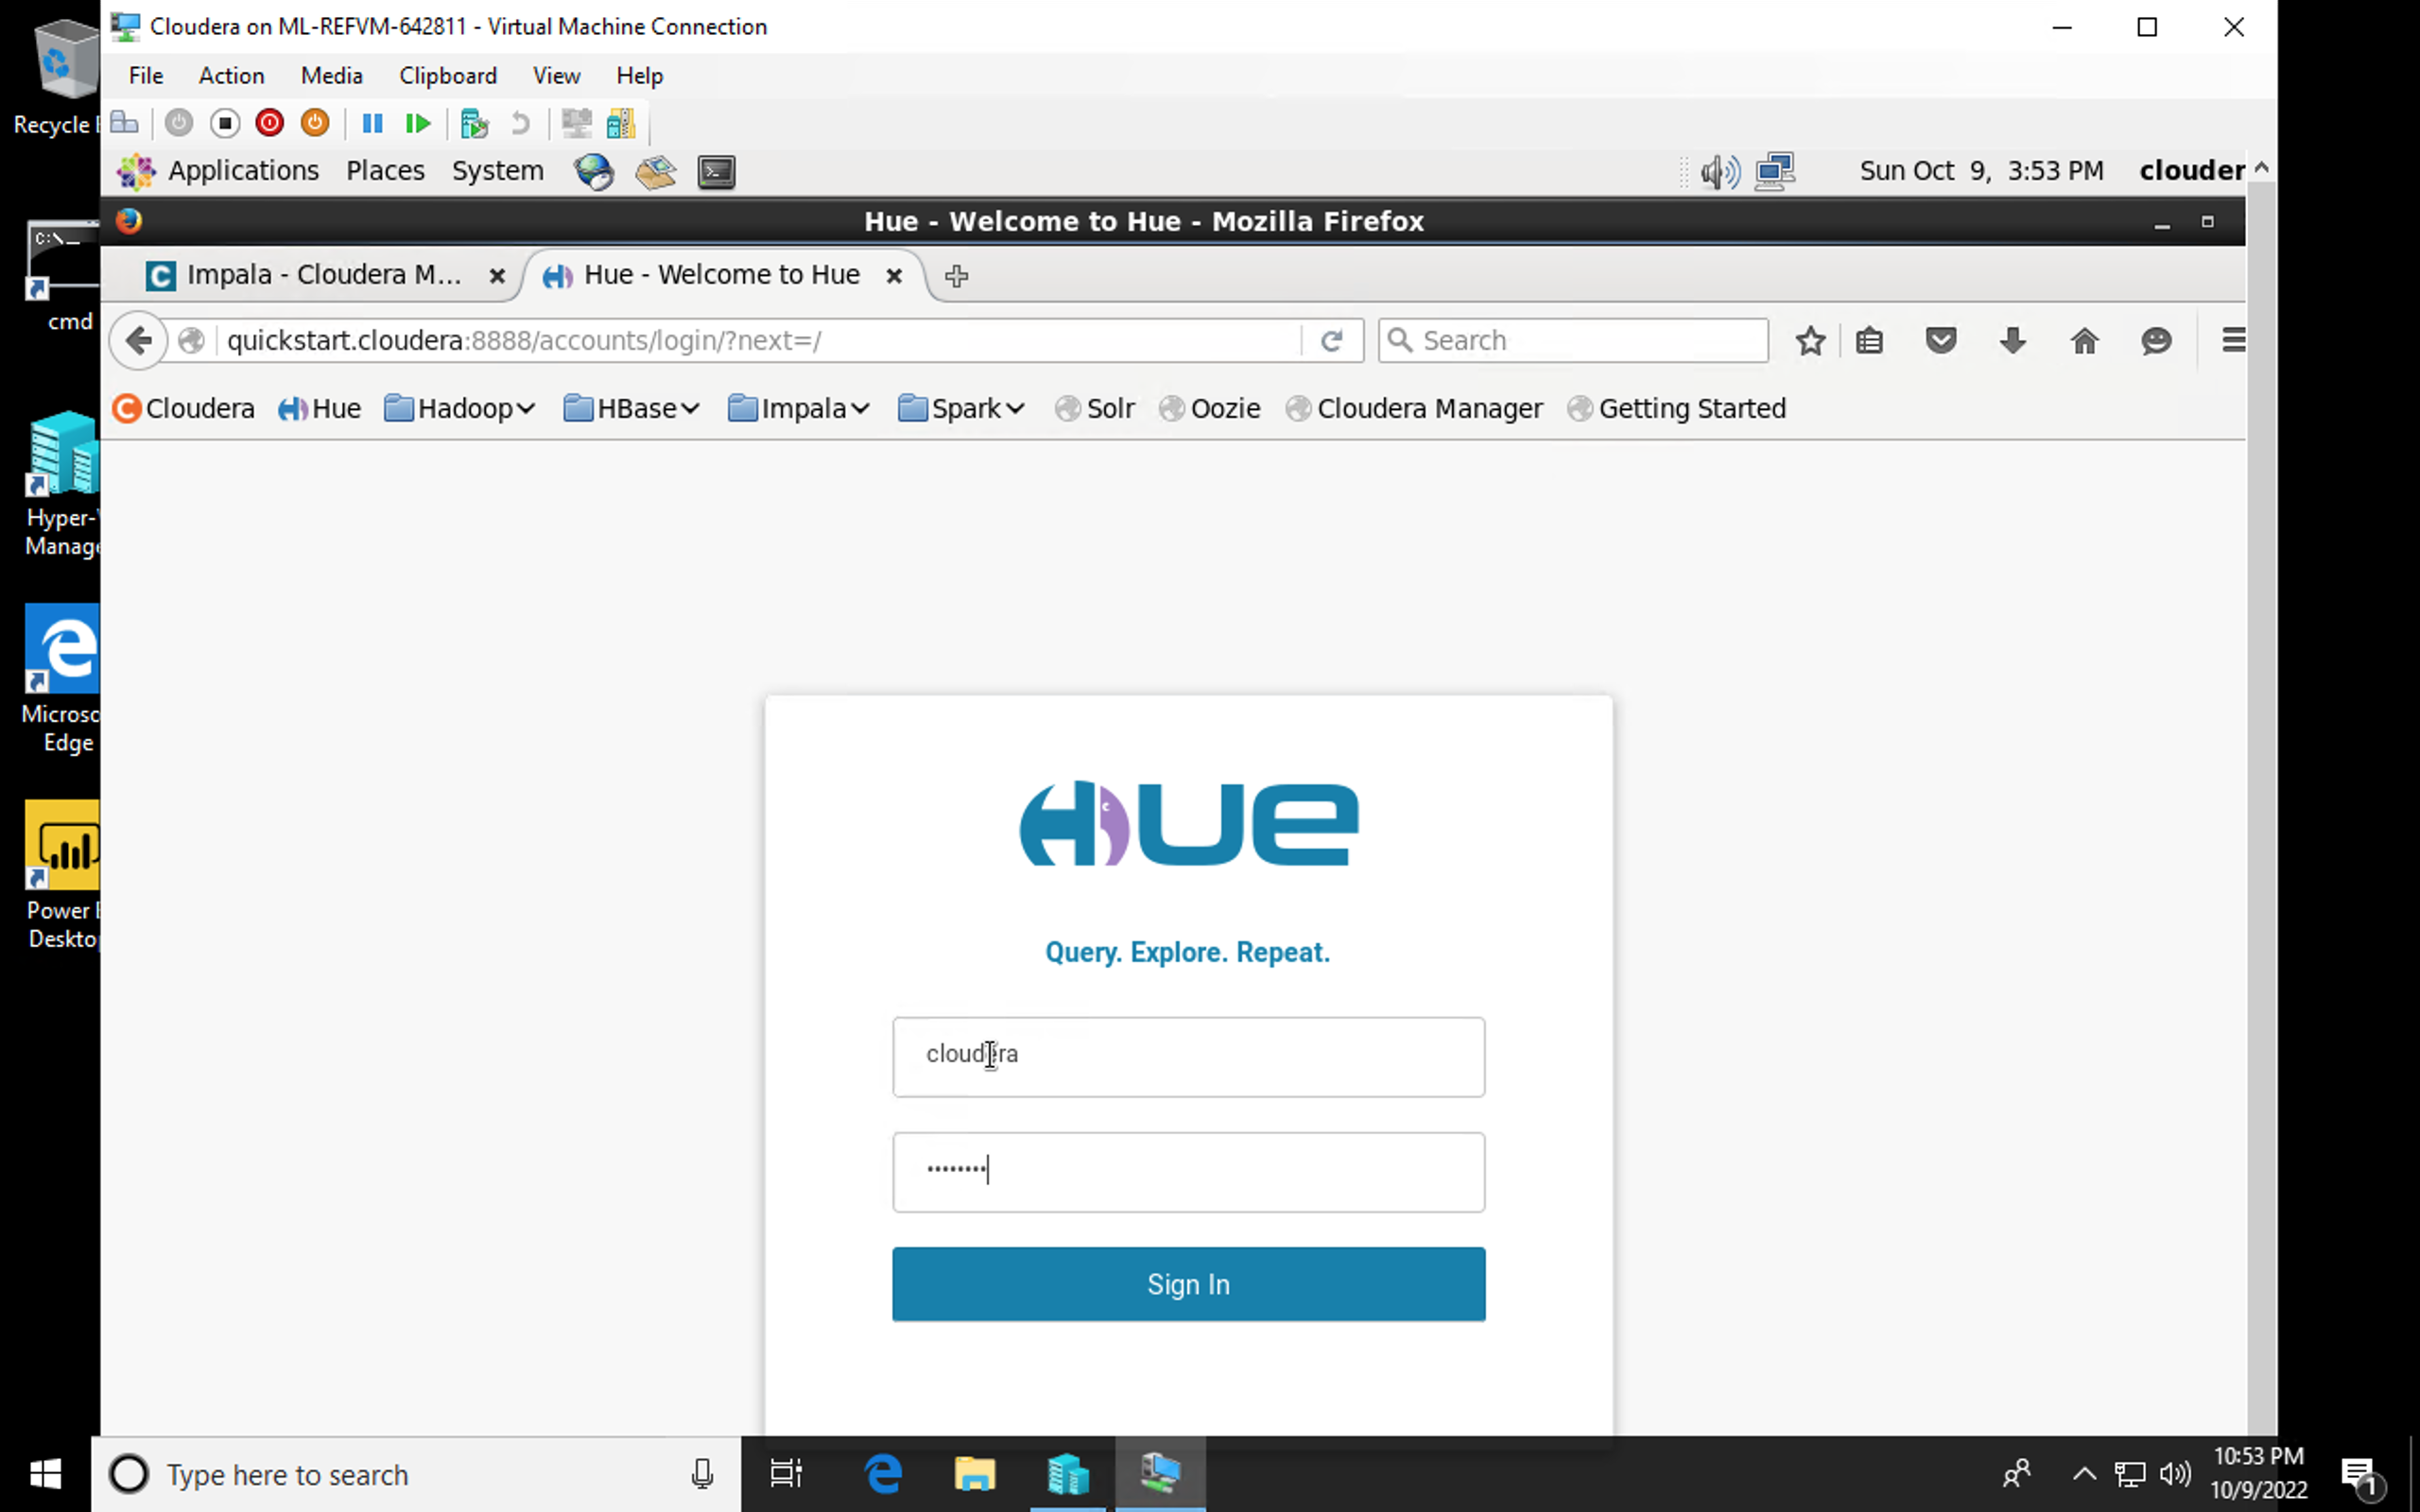 Cloudera on ML-REFVM-642811 - Virtual Machine Connection
File Action Media Clipboard View Help
Recycle
Applications Places System Sun Oct 9, 3:53 PM clouder
Hue - Welcome to Hue - Mozilla Firefox
C:\_
cmd
Impala - Cloudera M... Hue - Welcome to Hue
quickstart.cloudera:8888/accounts/login/?next=/ Search
Cloudera Hue Hadoop HBase Impala Spark Solr Oozie Cloudera Manager Getting Started
Hyper-
Manage
Microso
Edge
Power
Deskto
HUE
Query. Explore. Repeat.
cloudera
••••••••
Sign In
Type here to search
10:53 PM
10/9/2022
1